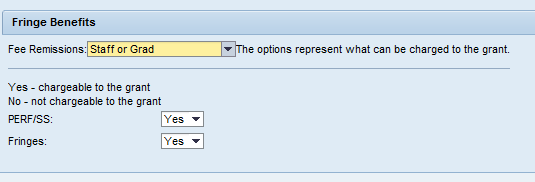 Fringe Benefits
Fee Remissions: Staff or Grad The options represent what can be charged to the grant.
Yes - chargeable to the grant
No - not chargeable to the grant
PERF/SS: Yes
Fringes: Yes